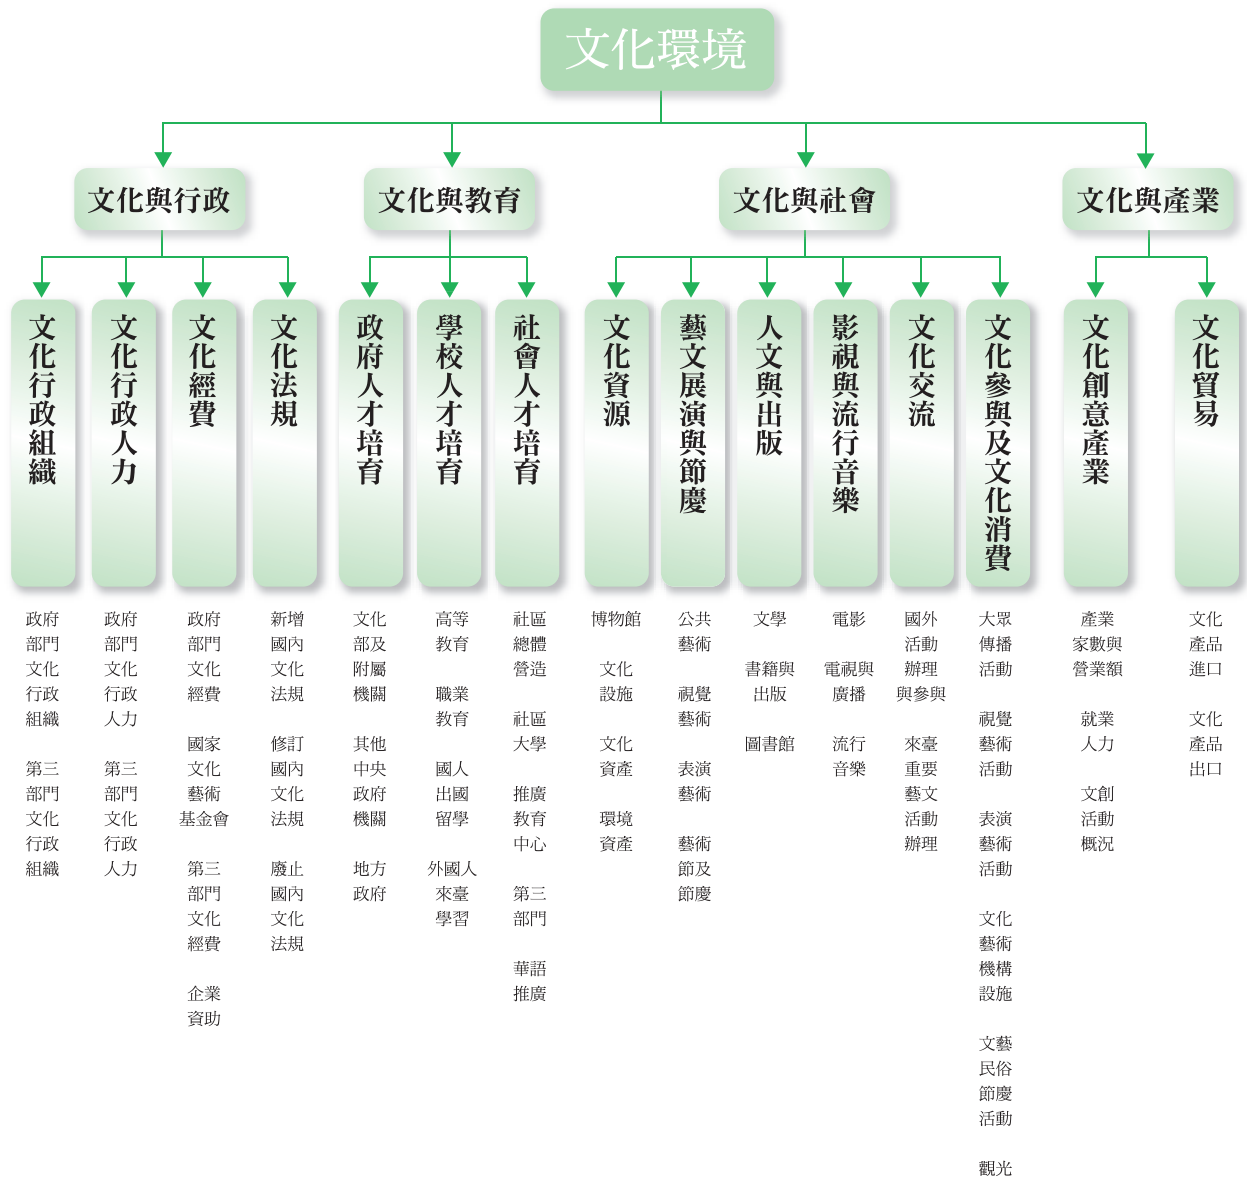 文化環境
文化與行政
文化與教育
文化與社會
文化與產業
文化行政組織
文化行政人力
文化經費
文化法規
政府人才培育
學校人才培育
社會人才培育
文化資源
藝文展演與節慶
人文與出版
影視與流行音樂
文化交流
文化參與及文化消費
文化創意產業
文化貿易
政府
部門
文化
行政
組織
第三
部門
文化
行政
組織
政府
部門
文化
行政
人力
第三
部門
文化
行政
人力
政府
部門
文化
經費
國家
文化
藝術
基金會
第三
部門
文化
經費
企業
資助
新增
國內
文化
法規
修訂
國內
文化
法規
廢止
國內
文化
法規
文化
部及
附屬
機關
其他
中央
政府
機關
地方
政府
高等
教育
職業
教育
國人
出國
留學
外國人
來臺
學習
社區
總體
營造
社區
大學
推廣
教育
中心
第三
部門
華語
推廣
博物館
文化
設施
文化
資產
環境
資產
公共
藝術
視覺
藝術
表演
藝術
藝術
節及
節慶
文學
書籍與
出版
圖書館
電影
電視與
廣播
流行
音樂
國外
活動
辦理
與參與
來臺
重要
藝文
活動
辦理
大眾
傳播
活動
視覺
藝術
活動
表演
藝術
活動
文化
藝術
機構
設施
文藝
民俗
節慶
活動
觀光
產業
家數與
營業額
就業
人力
文創
活動
概況
文化
產品
進口
文化
產品
出口